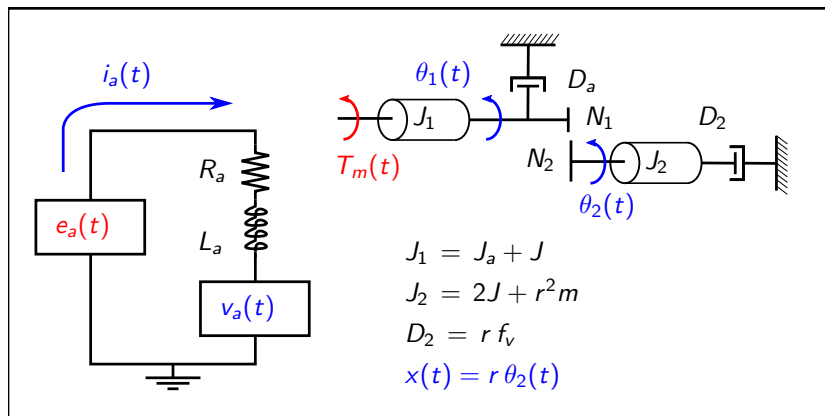 i_a(t)
e_a(t)
R_a
L_a
v_a(t)
T_m(t)
J_1
θ_1(t)
D_a
N_1
N_2
θ_2(t)
J_2
D_2
J_1 = J_a + J
J_2 = 2J + r^2 m
D_2 = r f_v
x(t) = r θ_2(t)